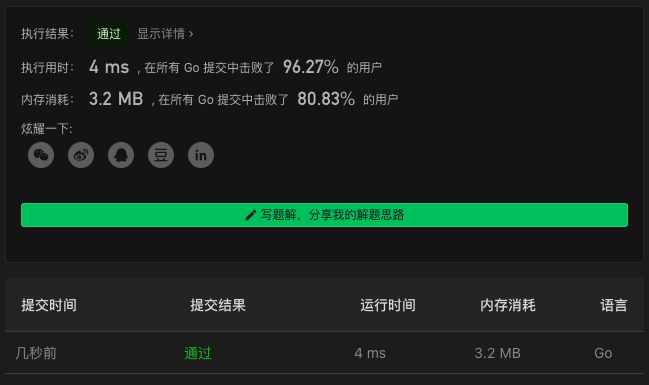 执行结果： 通过 显示详情 >
执行用时： 4 ms , 在所有 Go 提交中击败了 96.27% 的用户
内存消耗： 3.2 MB , 在所有 Go 提交中击败了 80.83% 的用户
炫耀一下:
豆 in
写题解，分享我的解题思路
提交时间 提交结果 运行时间 内存消耗 语言
几秒前 通过 4 ms 3.2 MB Go